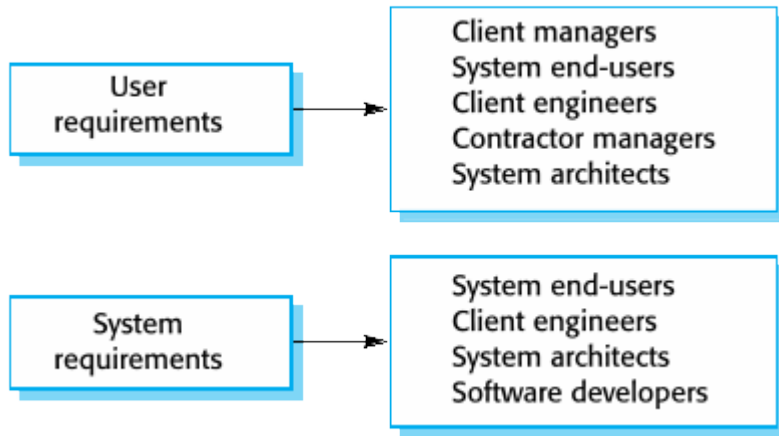 User
requirements
Client managers
System end-users
Client engineers
Contractor managers
System architects
System
requirements
System end-users
Client engineers
System architects
Software developers